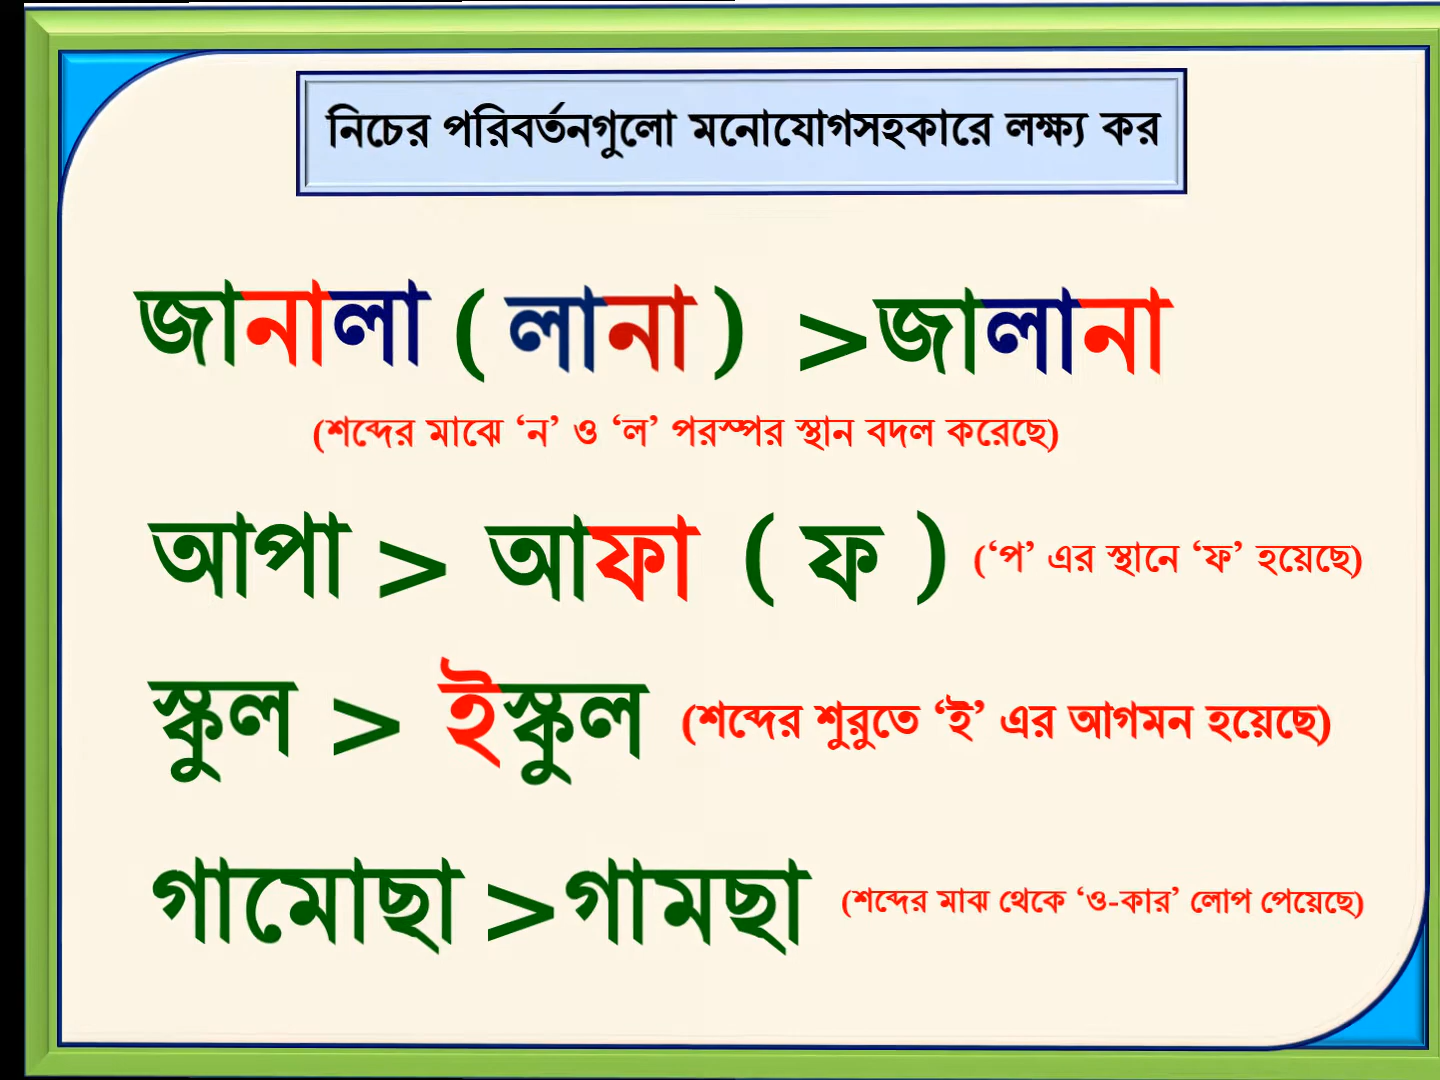 নিচের পরিবর্তনগুলো মনোযোগসহকারে লক্ষ্য কর
জানালা ( লানা ) >জালানা
(শব্দের মাঝে ‘ন’ ও ‘ল’ পরস্পর স্থান বদল করেছে)
আপা > আফা ( ফ ) (‘প’ এর স্থানে ‘ফ’ হয়েছে)
স্কুল > ইস্কুল (শব্দের শুরুতে ‘ই’ এর আগমন হয়েছে)
গামোছা >গামছা (শব্দের মাঝ থেকে ‘ও-কার’ লোপ পেয়েছে)